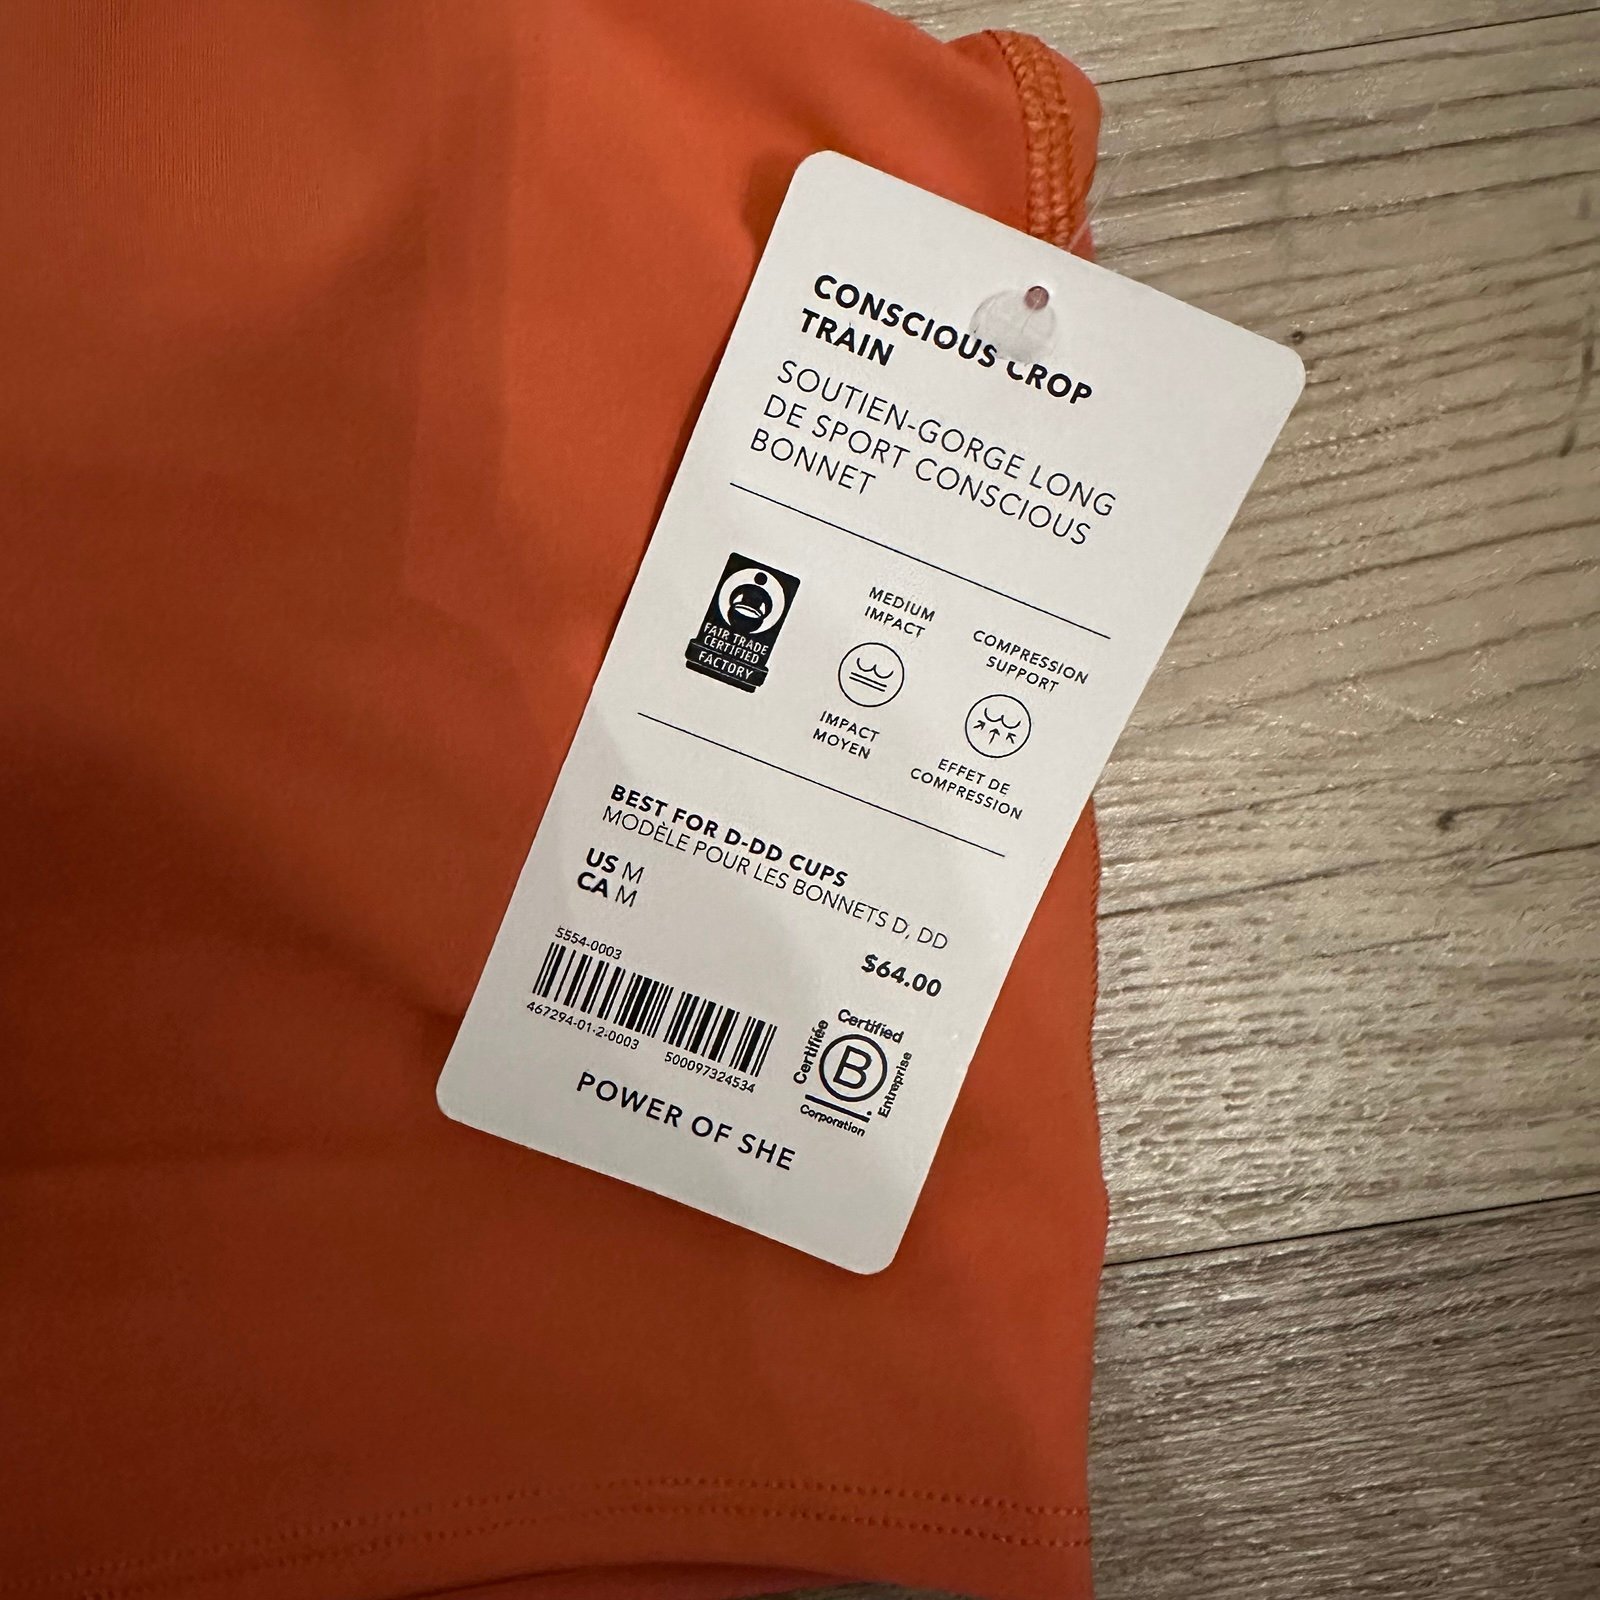 CONSCIOUS CROP
TRAIN
SOUTIEN-GORGE LONG
DE SPORT CONSCIOUS
BONNET
FAIR TRADE
CERTIFIED
FACTORY
MEDIUM
IMPACT
IMPACT
MOYEN
COMPRESSION
SUPPORT
EFFET DE
COMPRESSION
BEST FOR D-DD CUPS
MODÈLE POUR LES BONNETS D, DD
US M
CA M
5554-0003
$64.00
467294-01-2-0003
500097324534
Certified
Certifiée
B
Entreprise
Corporation
POWER OF SHE